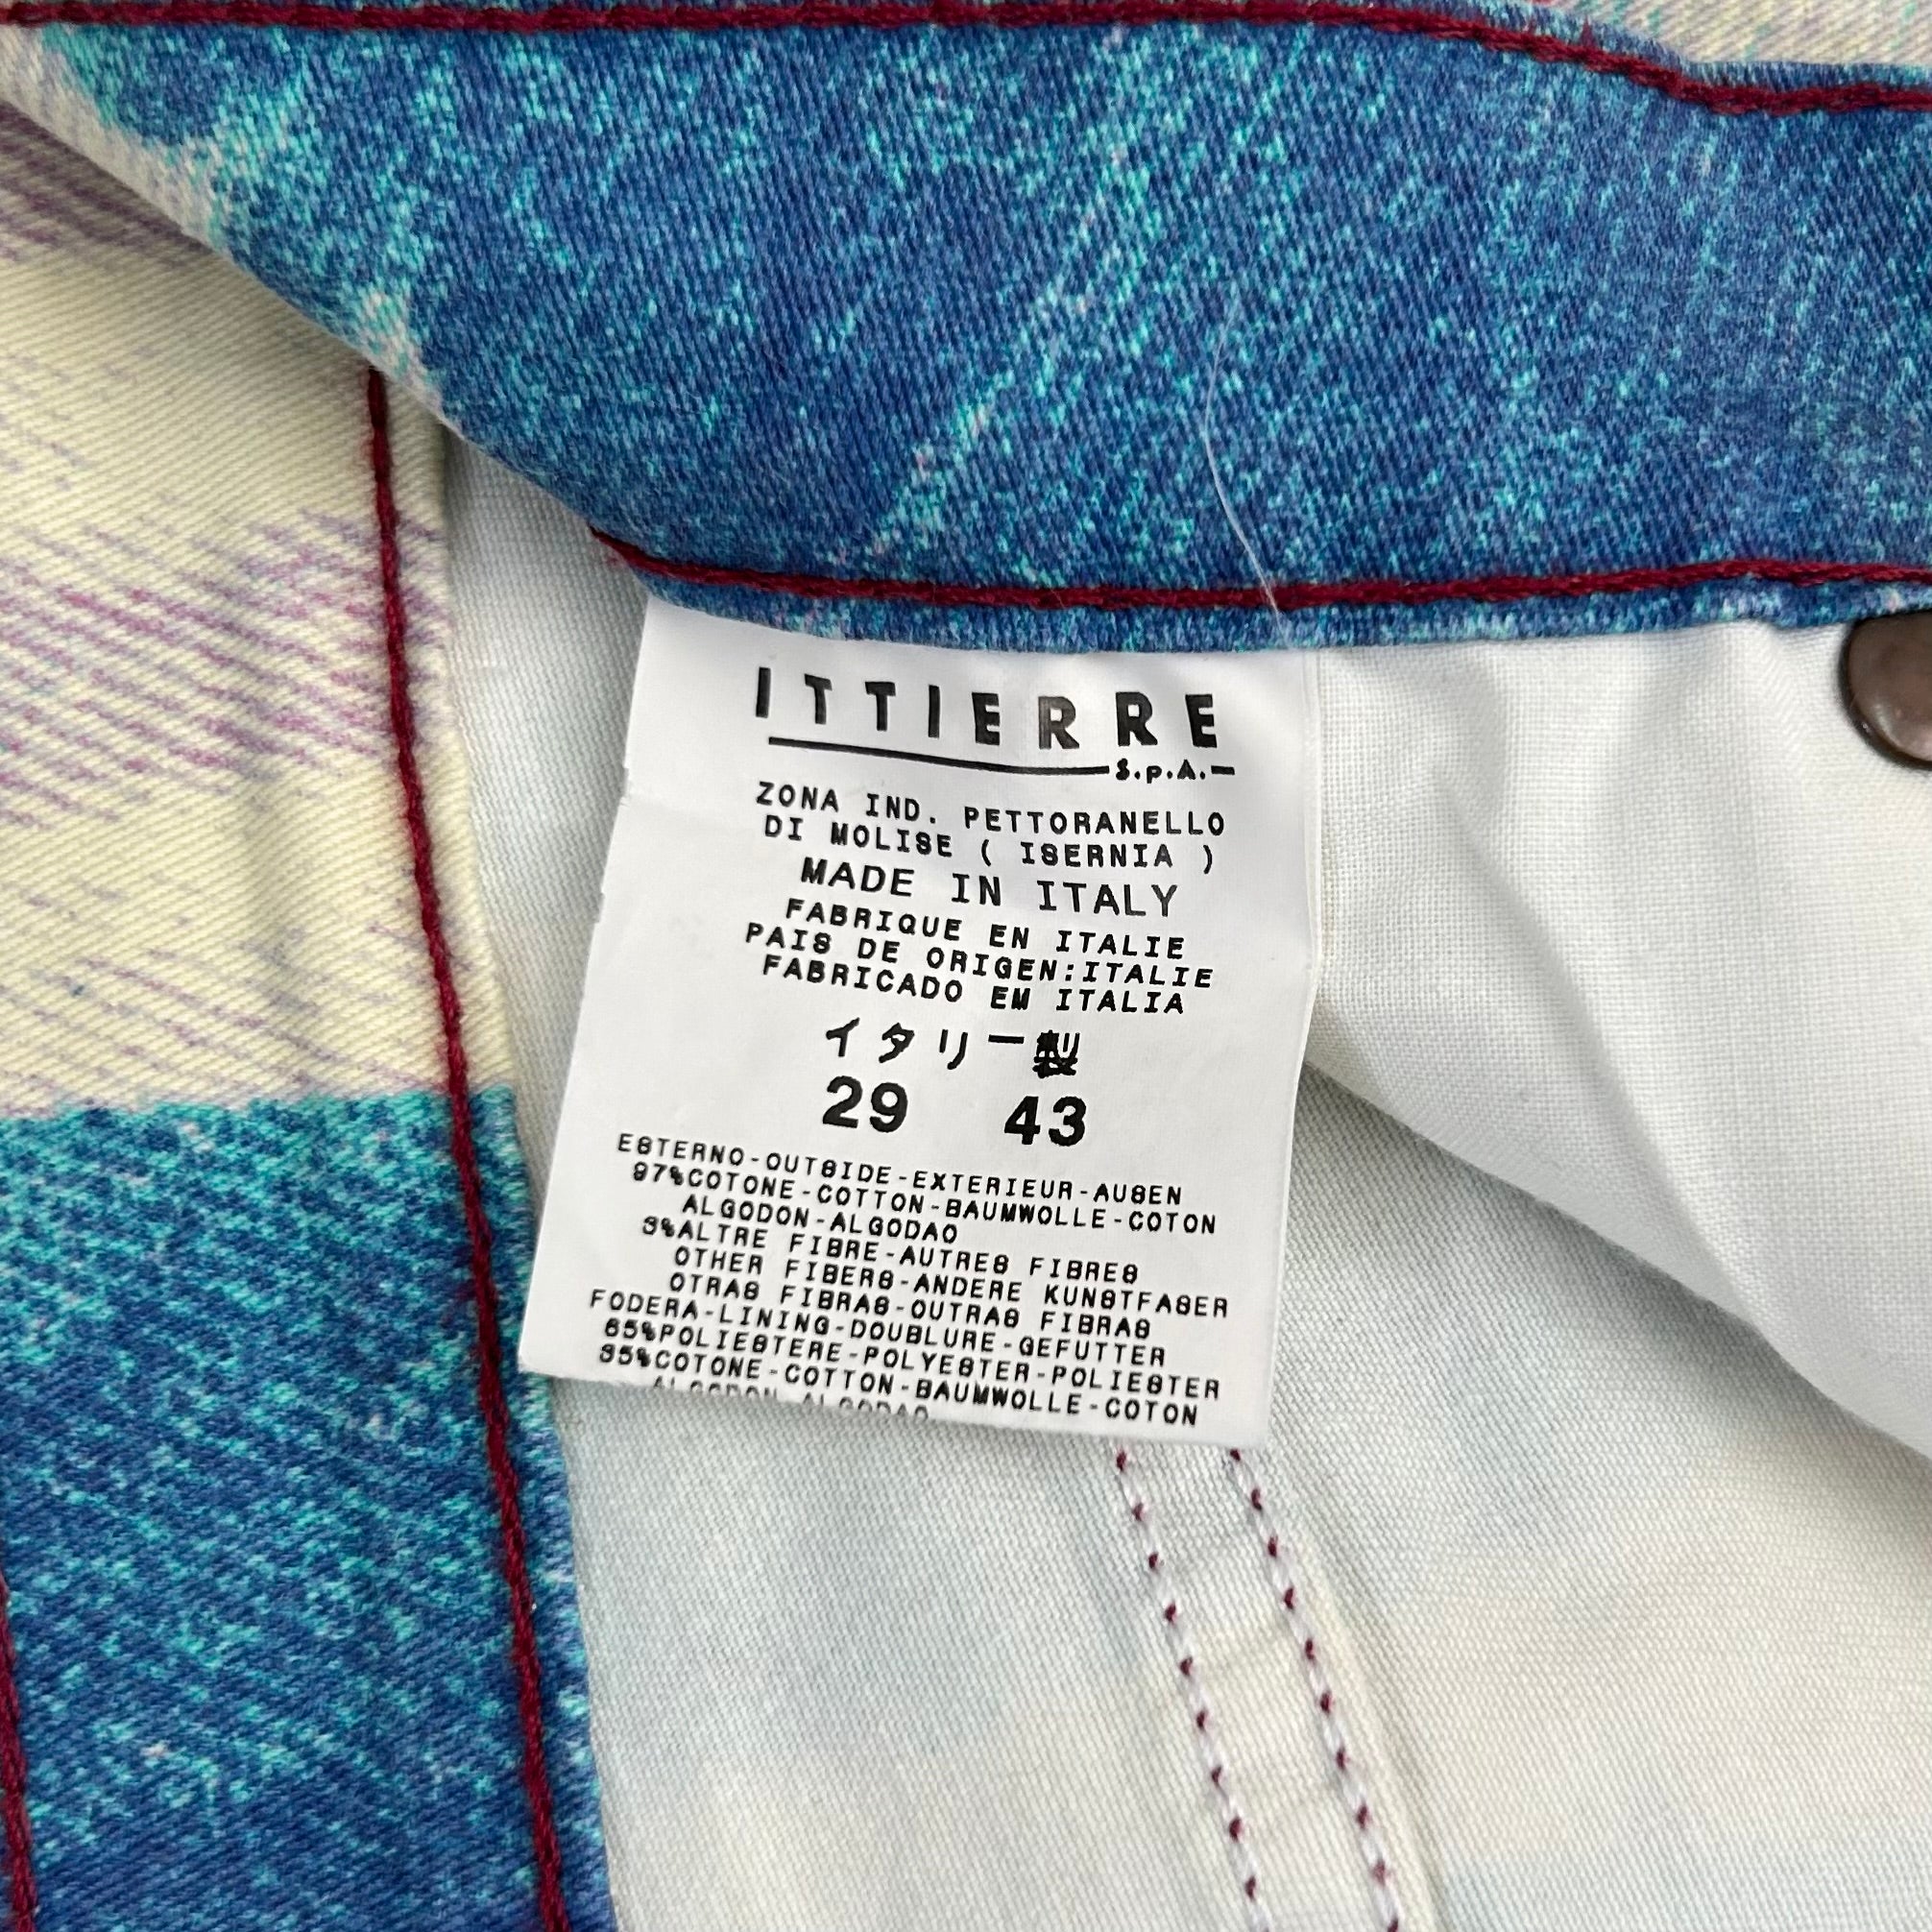 ITTIERRE
S.p.A.
ZONA IND. PETTORANELLO
DI MOLISE ( ISERNIA )
MADE IN ITALY
FABRIQUE EN ITALIE
PAIS DE ORIGEN:ITALIE
FABRICADO EM ITALIA
イタリー製
29 43
ESTERNO-OUTSIDE-EXTERIEUR-AUSEN
97%COTONE-COTTON-BAUMWOLLE-COTON
ALGODON-ALGODAO
3%ALTRE FIBRE-AUTRES FIBRES
OTHER FIBERS-ANDERE KUNSTFASER
OTRAS FIBRAS-OUTRAS FIBRAS
FODERA-LINING-DOUBLURE-GEFUTTER
65%POLIESTERE-POLYESTER-POLIESTER
35%COTONE-COTTON-BAUMWOLLE-COTON
ALGODON ALGODAO